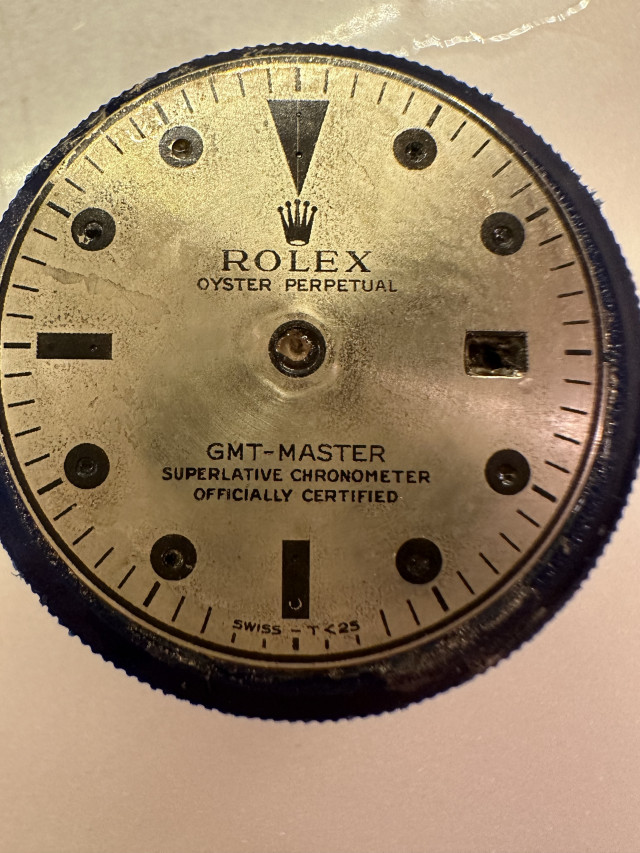 ROLEX
OYSTER PERPETUAL
GMT-MASTER
SUPERLATIVE CHRONOMETER
OFFICIALLY CERTIFIED
SWISS - T<25